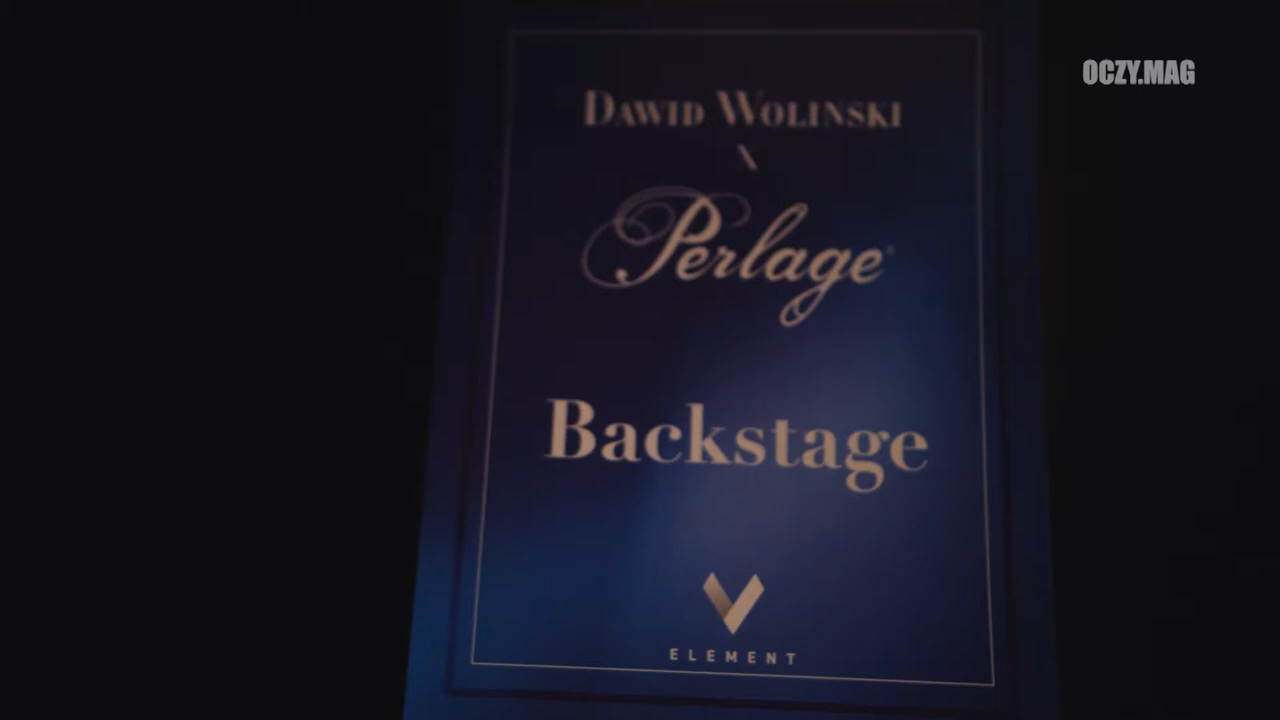 OCZY.MAG
DAWID WOLINSKI
X
Perlage®
Backstage
ELEMENT